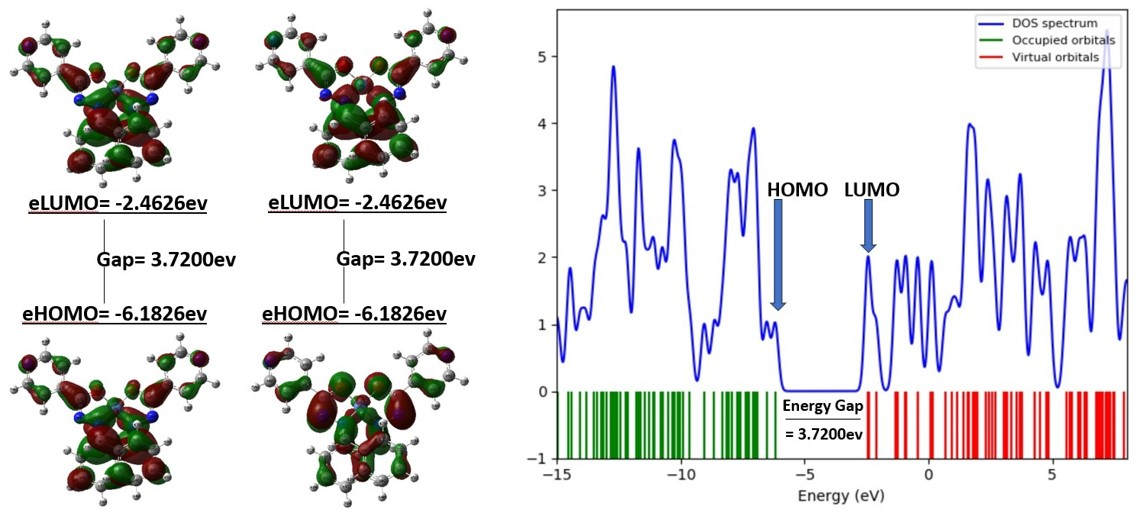 eLUMO= -2.4626ev
Gap= 3.7200ev
eHOMO= -6.1826ev
eLUMO= -2.4626ev
Gap= 3.7200ev
eHOMO= -6.1826ev
DOS spectrum
Occupied orbitals
Virtual orbitals
HOMO LUMO
5
4
3
2
1
0
−1
Energy Gap
= 3.7200ev
−15 −10 −5 0 5
Energy (eV)